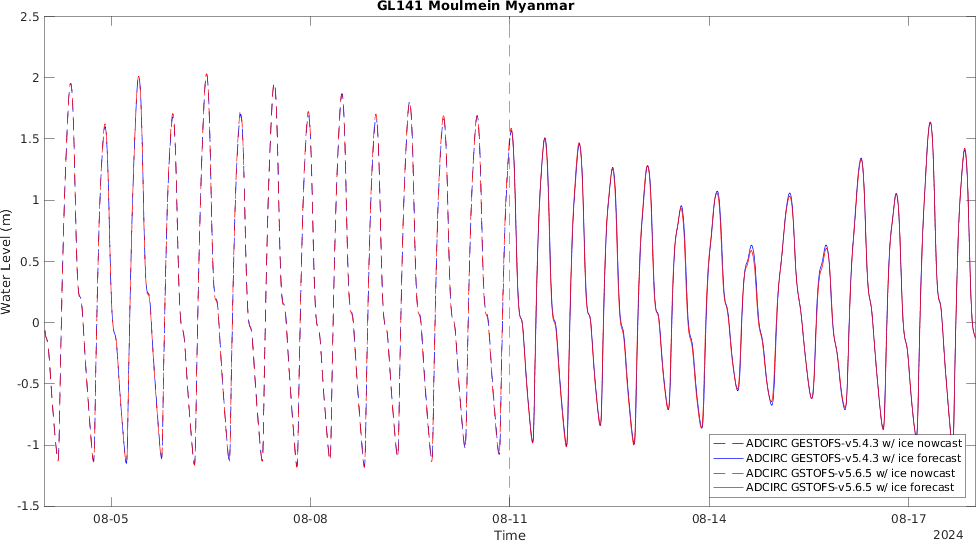 GL141 Moulmein Myanmar
2.5
2
1.5
1
0.5
0
-0.5
-1
-1.5
Water Level (m)
08-05
08-08
08-11
08-14
08-17
Time
2024
ADCIRC GESTOFS-v5.4.3 w/ ice nowcast
ADCIRC GESTOFS-v5.4.3 w/ ice forecast
ADCIRC GSTOFS-v5.6.5 w/ ice nowcast
ADCIRC GSTOFS-v5.6.5 w/ ice forecast